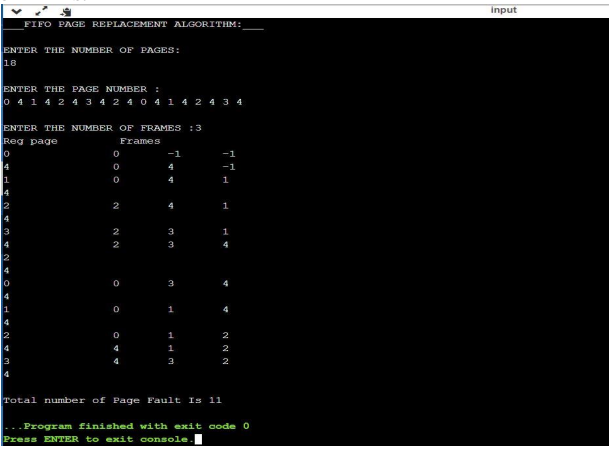 input
___FIFO PAGE REPLACEMENT ALGORITHM:___
ENTER THE NUMBER OF PAGES:
18
ENTER THE PAGE NUMBER :
0 4 1 4 2 4 3 4 2 4 0 4 1 4 2 4 3 4
ENTER THE NUMBER OF FRAMES :3
Reg page Frames
0 0 -1 -1
4 0 4 -1
1 0 4 1
4
2 2 4 1
4
3 2 3 1
4 2 3 4
2
4
0 0 3 4
4
1 0 1 4
4
2 0 1 2
4 4 1 2
3 4 3 2
4
Total number of Page Fault Is 11
...Program finished with exit code 0
Press ENTER to exit console.